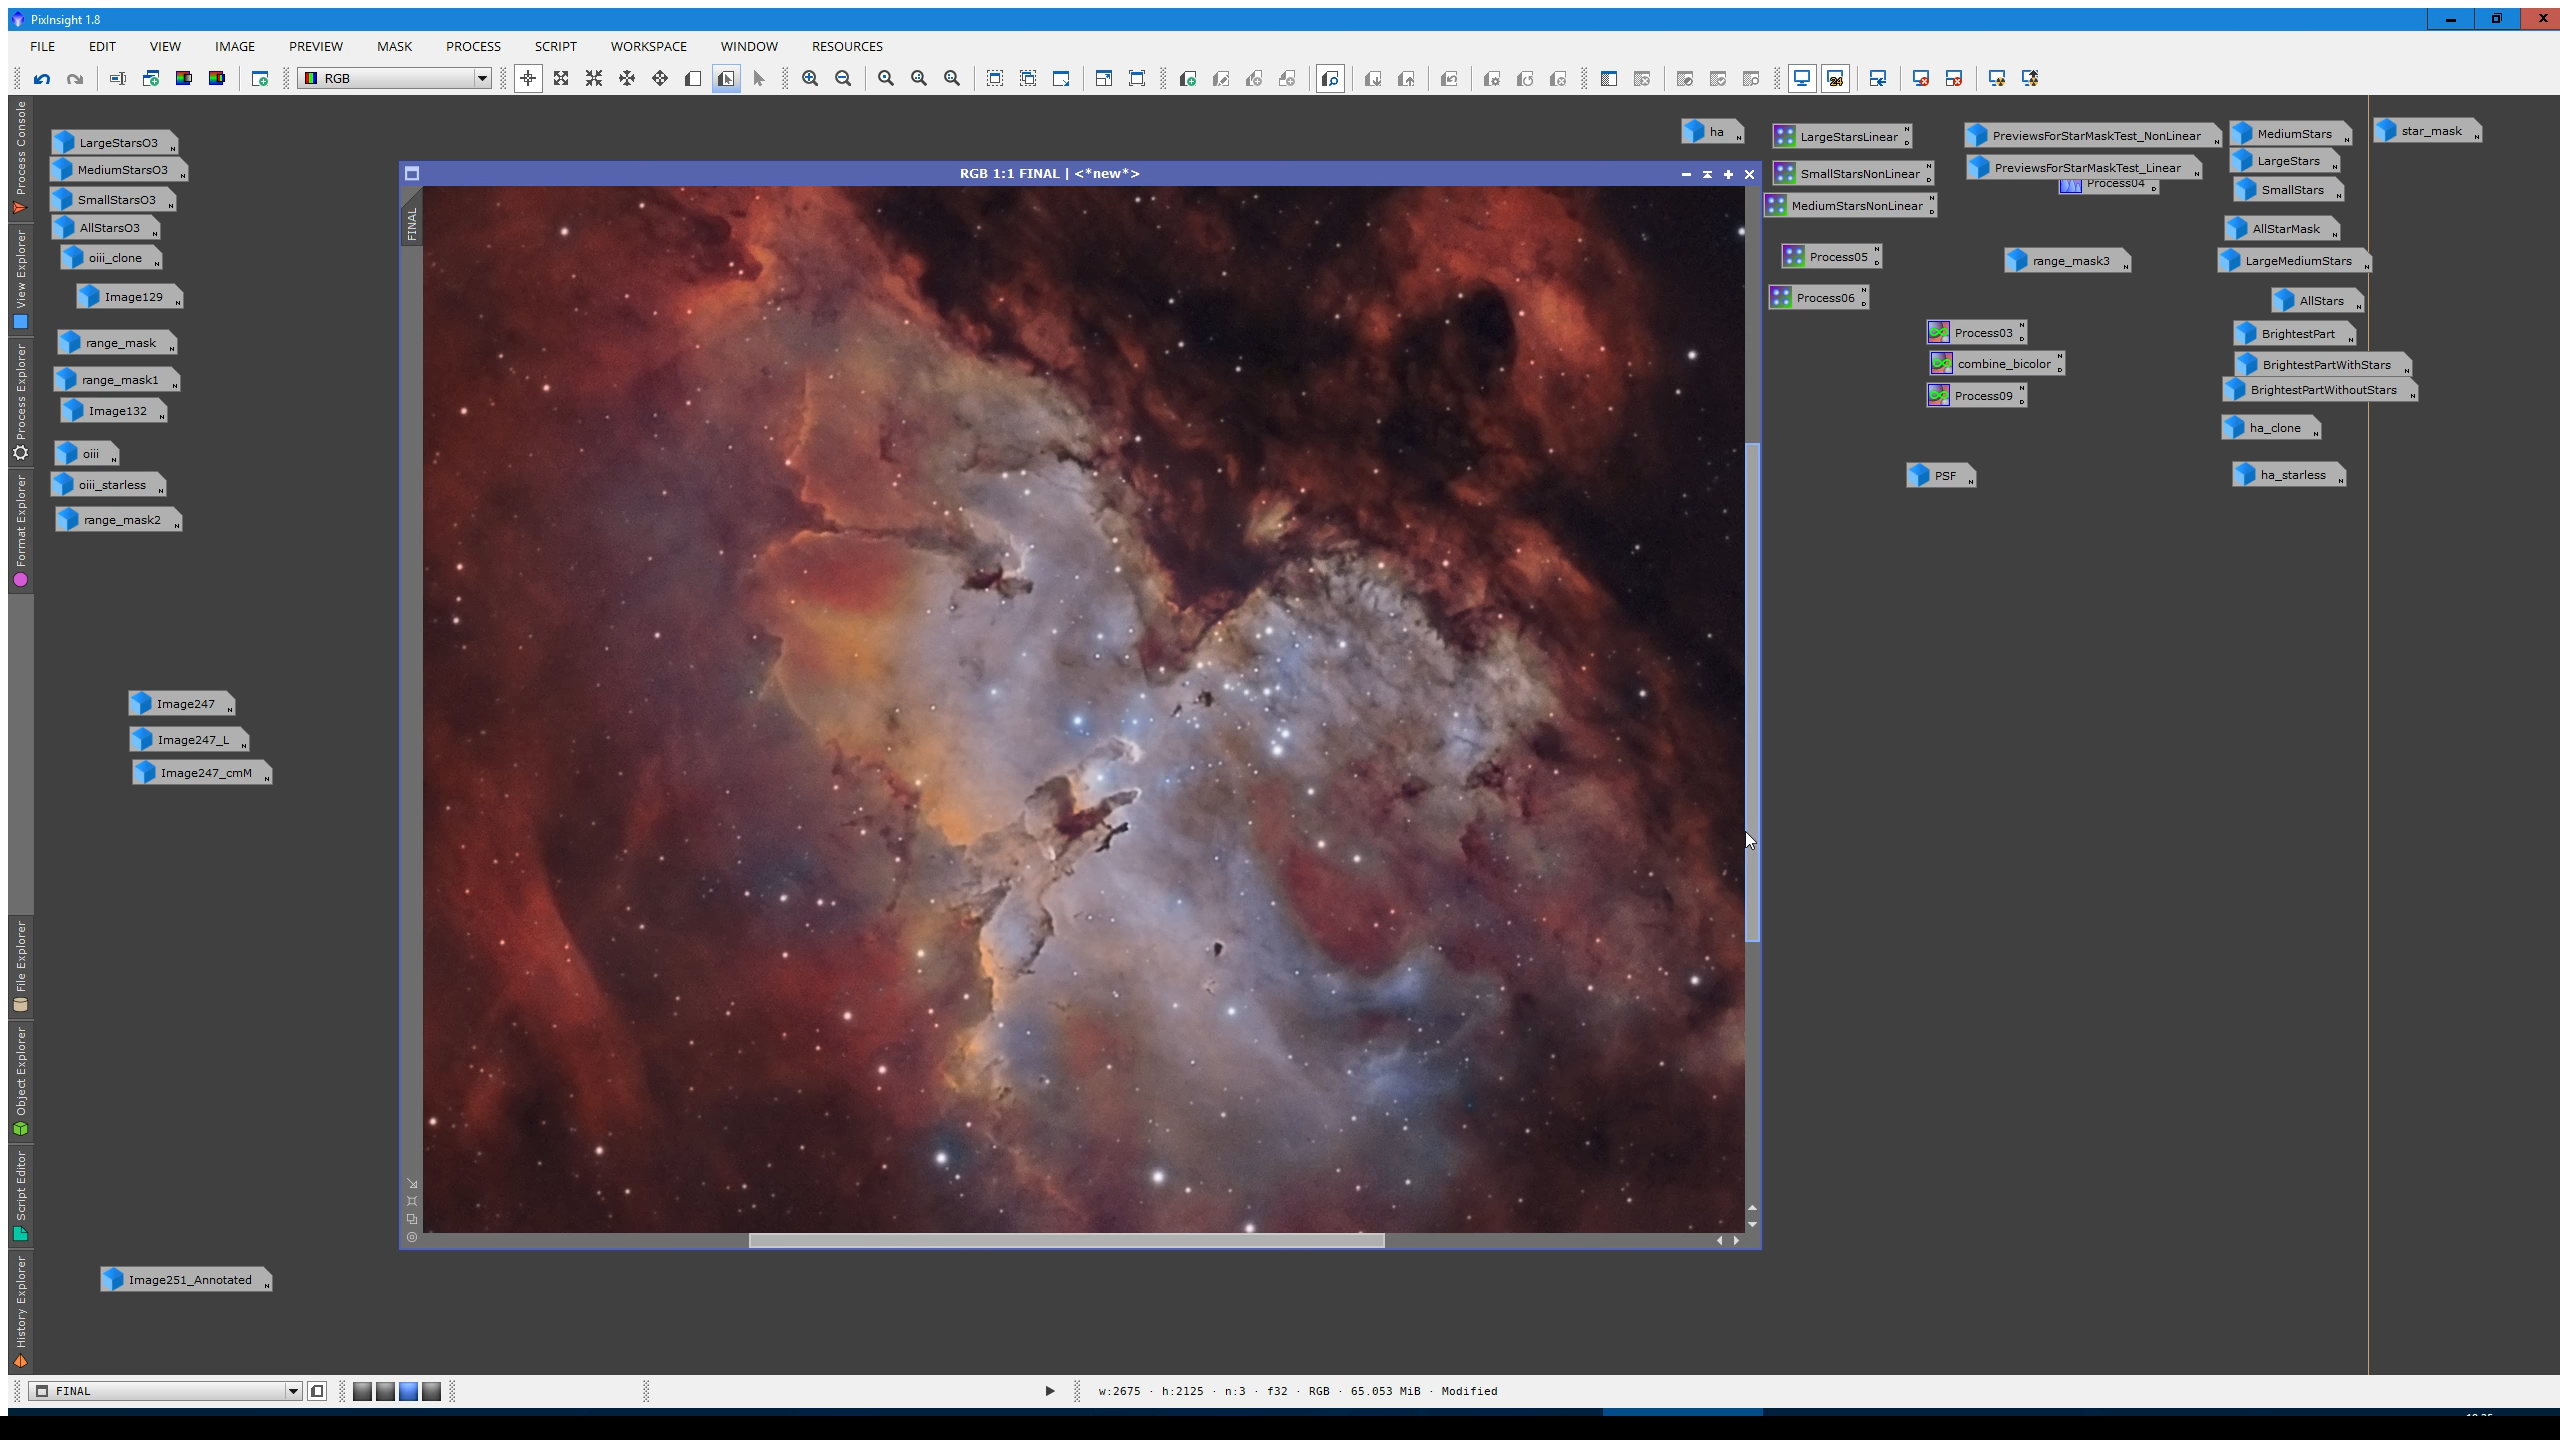 PixInsight 1.8
FILE EDIT VIEW IMAGE PREVIEW MASK PROCESS SCRIPT WORKSPACE WINDOW RESOURCES
RGB
24
Process Console
View Explorer
Process Explorer
Format Explorer
File Explorer
Object Explorer
Script Editor
History Explorer
LargeStarsO3
MediumStarsO3
SmallStarsO3
AllStarsO3
oiii_clone
Image129
range_mask
range_mask1
Image132
oiii
oiii_starless
range_mask2
Image247
Image247_L
Image247_cmM
Image251_Annotated
RGB 1:1 FINAL | <*new*>
FINAL
ha
LargeStarsLinear
SmallStarsNonLinear
MediumStarsNonLinear
Process05
Process06
PreviewsForStarMaskTest_NonLinear
PreviewsForStarMaskTest_Linear
Process04
range_mask3
Process03
combine_bicolor
Process09
PSF
MediumStars
LargeStars
SmallStars
AllStarMask
LargeMediumStars
AllStars
BrightestPart
BrightestPartWithStars
BrightestPartWithoutStars
ha_clone
ha_starless
star_mask
FINAL
w:2675 · h:2125 · n:3 · f32 · RGB · 65.053 MiB · Modified